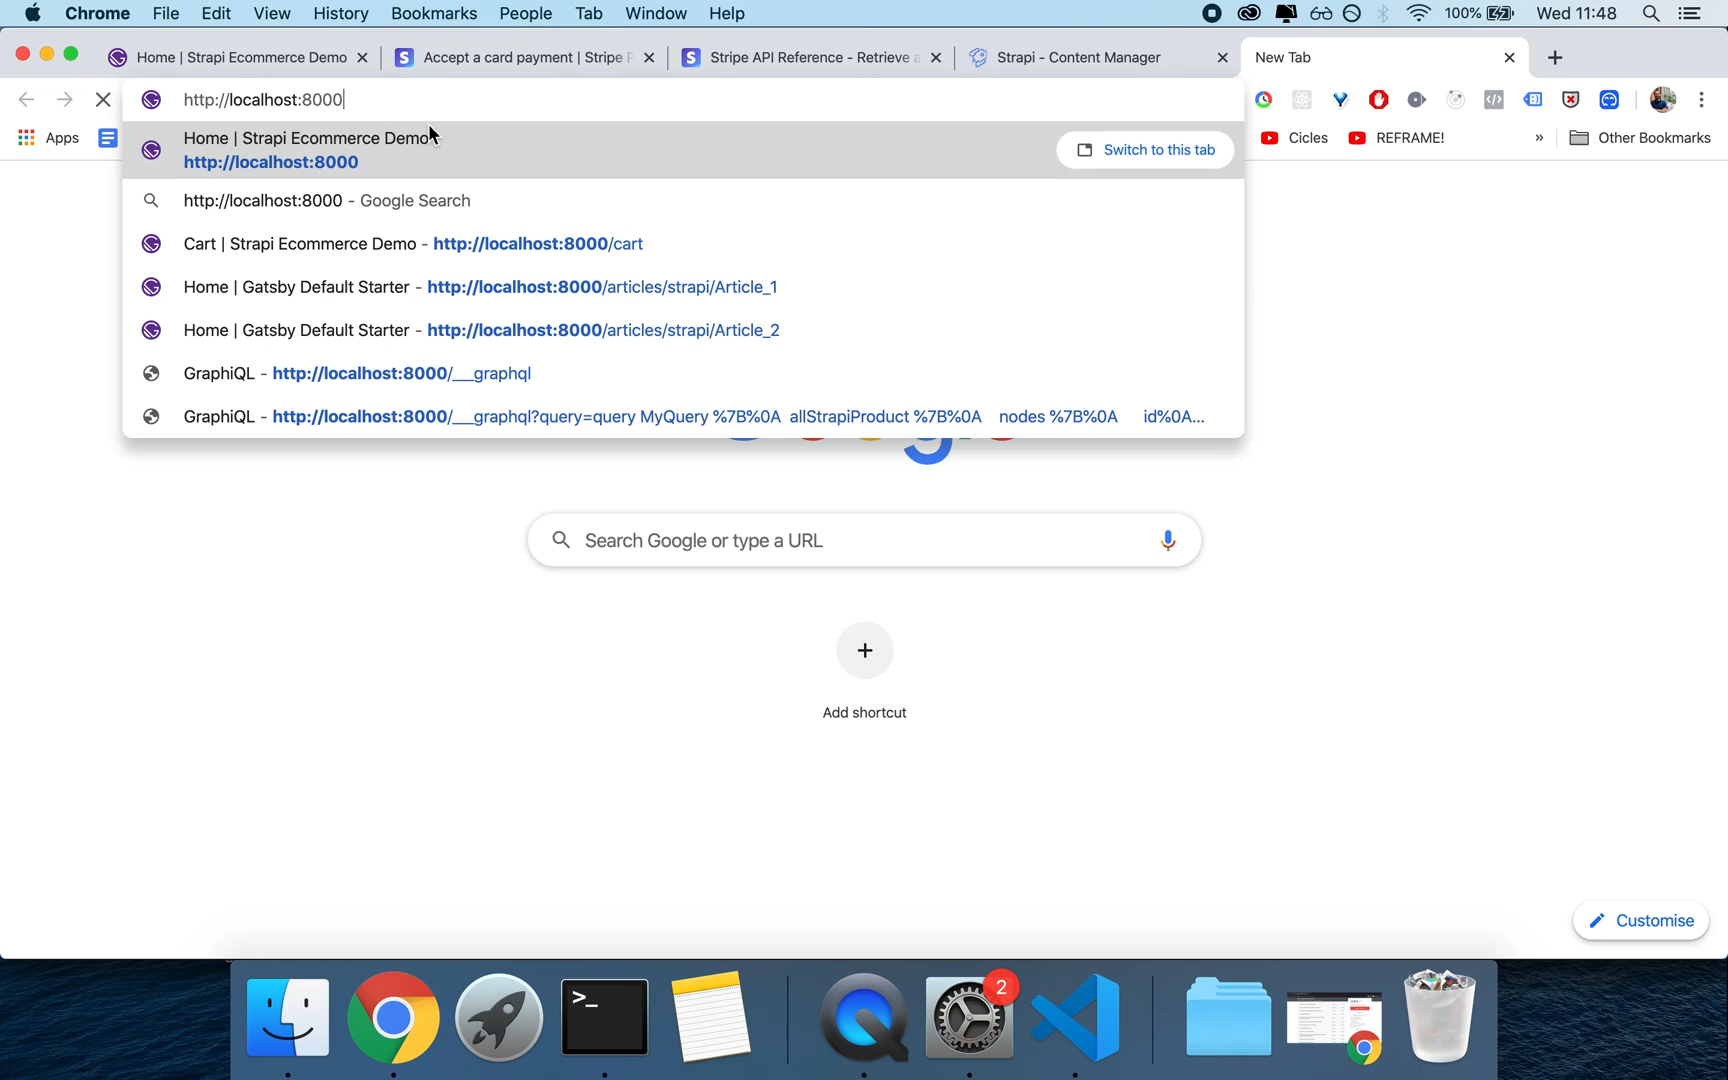 Chrome File Edit View History Bookmarks People Tab Window Help 100% Wed 11:48
Home | Strapi Ecommerce Demo Accept a card payment | Stripe P Stripe API Reference - Retrieve a Strapi - Content Manager New Tab
http://localhost:8000
Apps Cicles REFRAME! » Other Bookmarks
Home | Strapi Ecommerce Demo
http://localhost:8000
Switch to this tab
http://localhost:8000 - Google Search
Cart | Strapi Ecommerce Demo - http://localhost:8000/cart
Home | Gatsby Default Starter - http://localhost:8000/articles/strapi/Article_1
Home | Gatsby Default Starter - http://localhost:8000/articles/strapi/Article_2
GraphiQL - http://localhost:8000/___graphql
GraphiQL - http://localhost:8000/___graphql?query=query MyQuery %7B%0A allStrapiProduct %7B%0A nodes %7B%0A id%0A...
Search Google or type a URL
Add shortcut
Customise
2